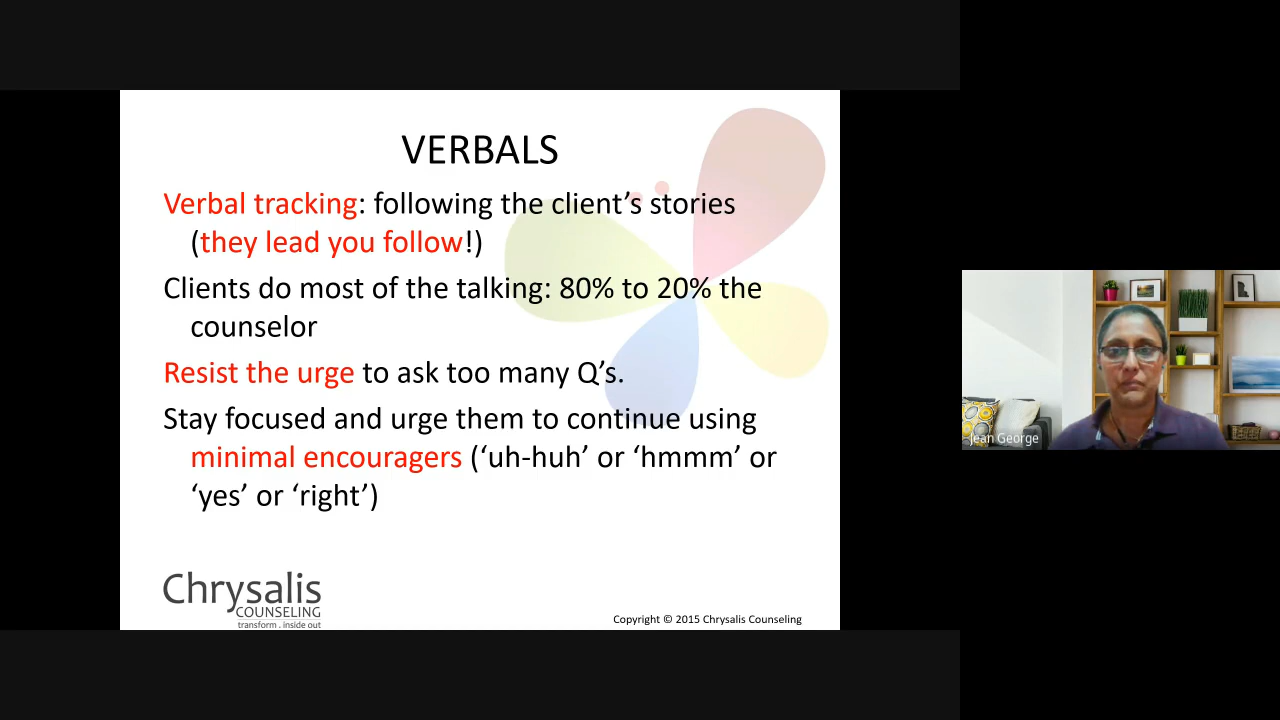 VERBALS
Verbal tracking: following the client’s stories
(they lead you follow!)
Clients do most of the talking: 80% to 20% the
counselor
Resist the urge to ask too many Q’s.
Stay focused and urge them to continue using
minimal encouragers (‘uh-huh’ or ‘hmmm’ or
‘yes’ or ‘right’)
Chrysalis
COUNSELING
transform . inside out
Copyright © 2015 Chrysalis Counseling
Jean George